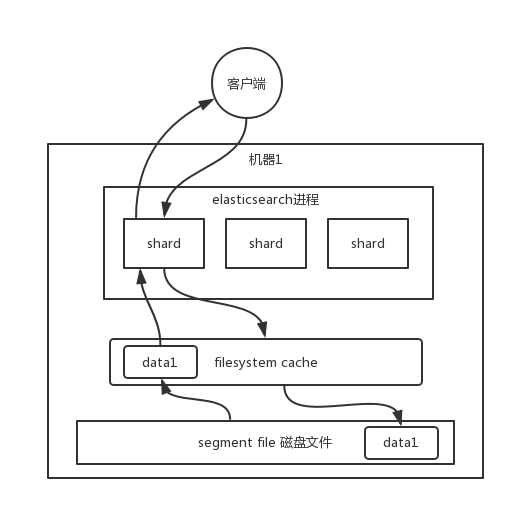 客户端
机器1
elasticsearch进程
shard
shard
shard
data1
filesystem cache
segment file 磁盘文件
data1